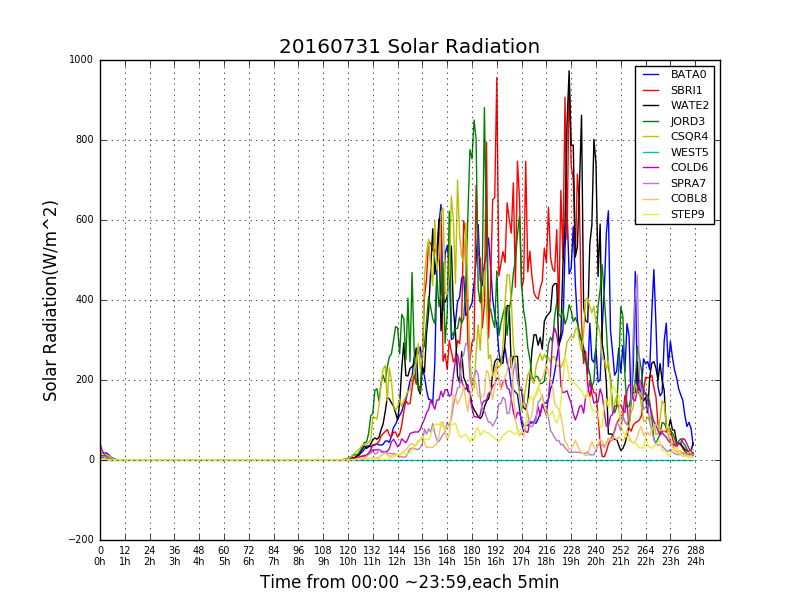 20160731 Solar Radiation
1000
800
600
400
200
0
−200
Solar Radiation(W/m^2)
BATA0
SBRI1
WATE2
JORD3
CSQR4
WEST5
COLD6
SPRA7
COBL8
STEP9
0 12 24 36 48 60 72 84 96 108 120 132 144 156 168 180 192 204 216 228 240 252 264 276 288
0h 1h 2h 3h 4h 5h 6h 7h 8h 9h 10h 11h 12h 13h 14h 15h 16h 17h 18h 19h 20h 21h 22h 23h 24h
Time from 00:00 ~23:59,each 5min